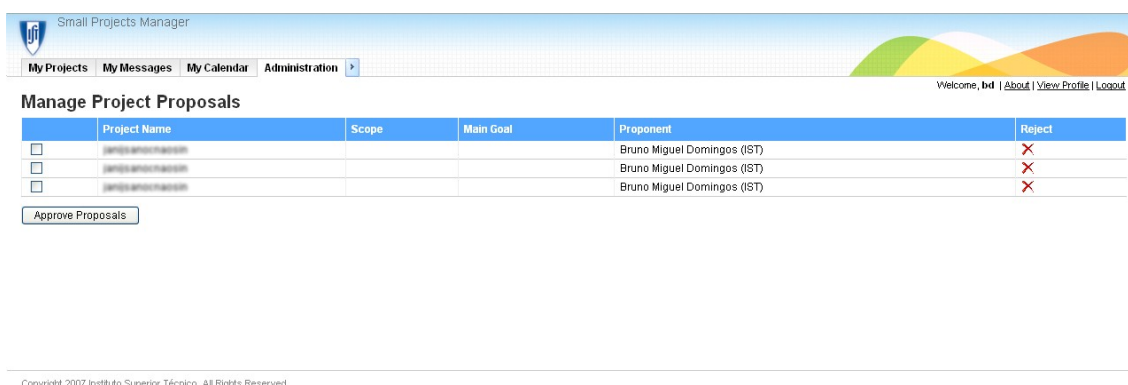 Small Projects Manager
My Projects My Messages My Calendar Administration
Welcome, bd | About | View Profile | Logout
Manage Project Proposals
Project Name Scope Main Goal Proponent Reject
Bruno Miguel Domingos (IST)
Bruno Miguel Domingos (IST)
Bruno Miguel Domingos (IST)
Approve Proposals
Copyright 2007 Instituto Superior Técnico. All Rights Reserved